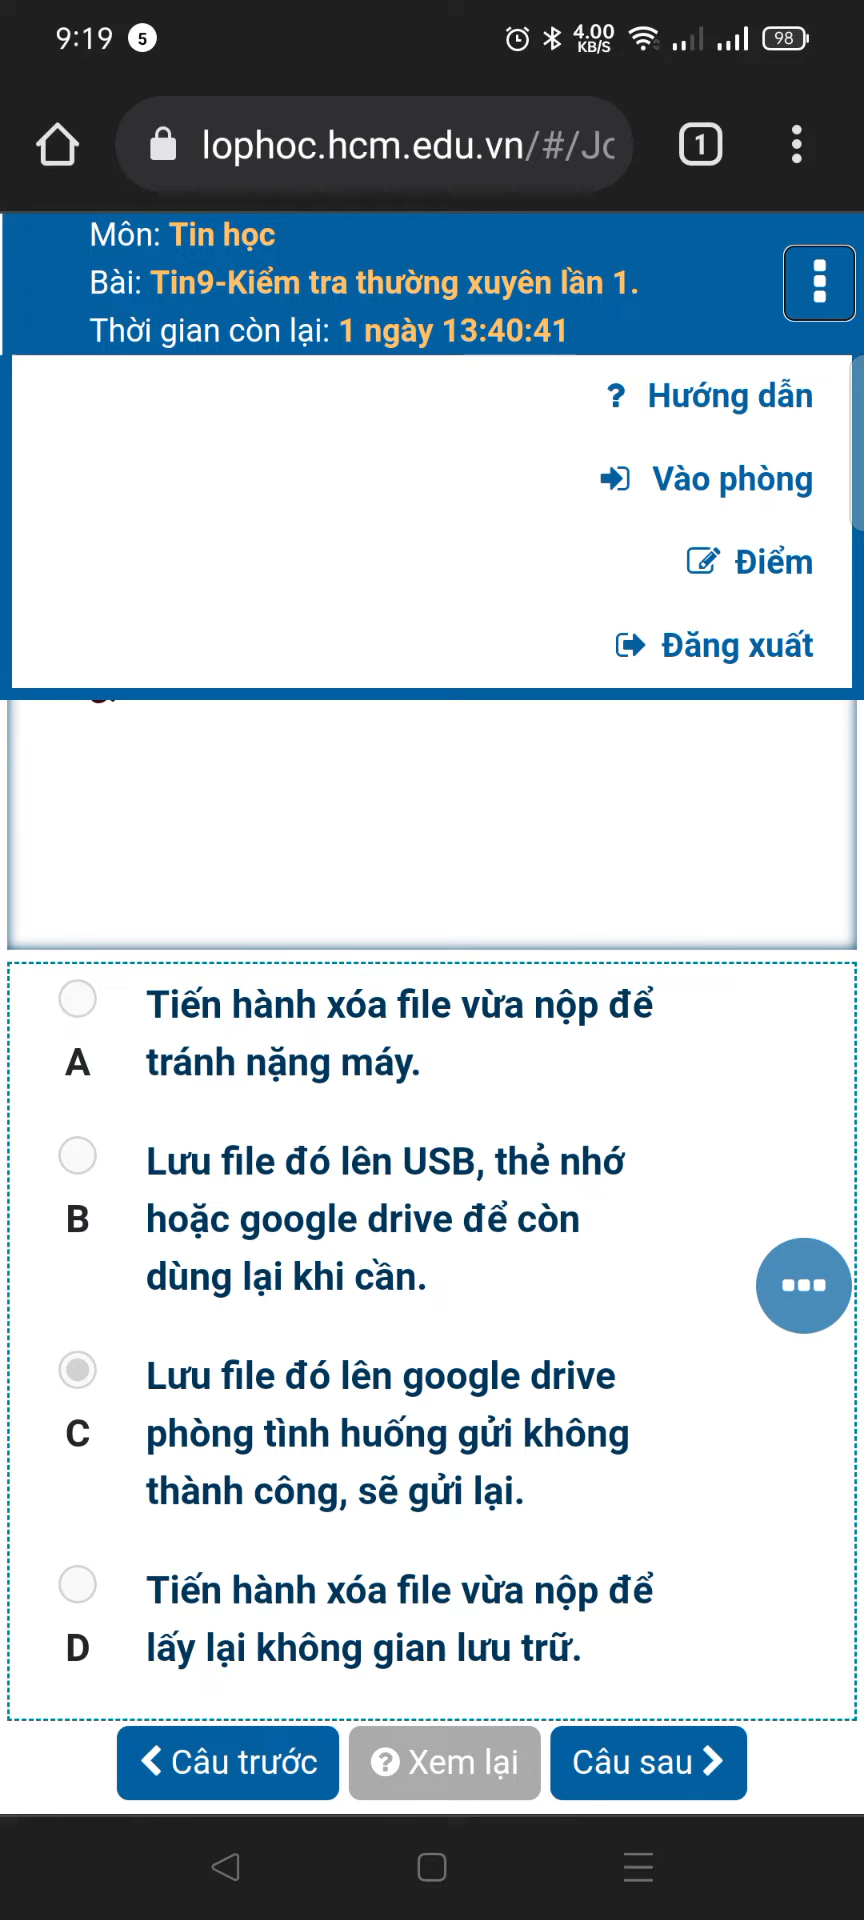 9:19 5 4.00 KB/S 98
lophoc.hcm.edu.vn/#/Jc 1
Môn: Tin học
Bài: Tin9-Kiểm tra thường xuyên lần 1.
Thời gian còn lại: 1 ngày 13:40:41
? Hướng dẫn
Vào phòng
Điểm
Đăng xuất
Tiến hành xóa file vừa nộp để
A tránh nặng máy.
Lưu file đó lên USB, thẻ nhớ
B hoặc google drive để còn
dùng lại khi cần.
Lưu file đó lên google drive
C phòng tình huống gửi không
thành công, sẽ gửi lại.
Tiến hành xóa file vừa nộp để
D lấy lại không gian lưu trữ.
Câu trước ? Xem lại Câu sau